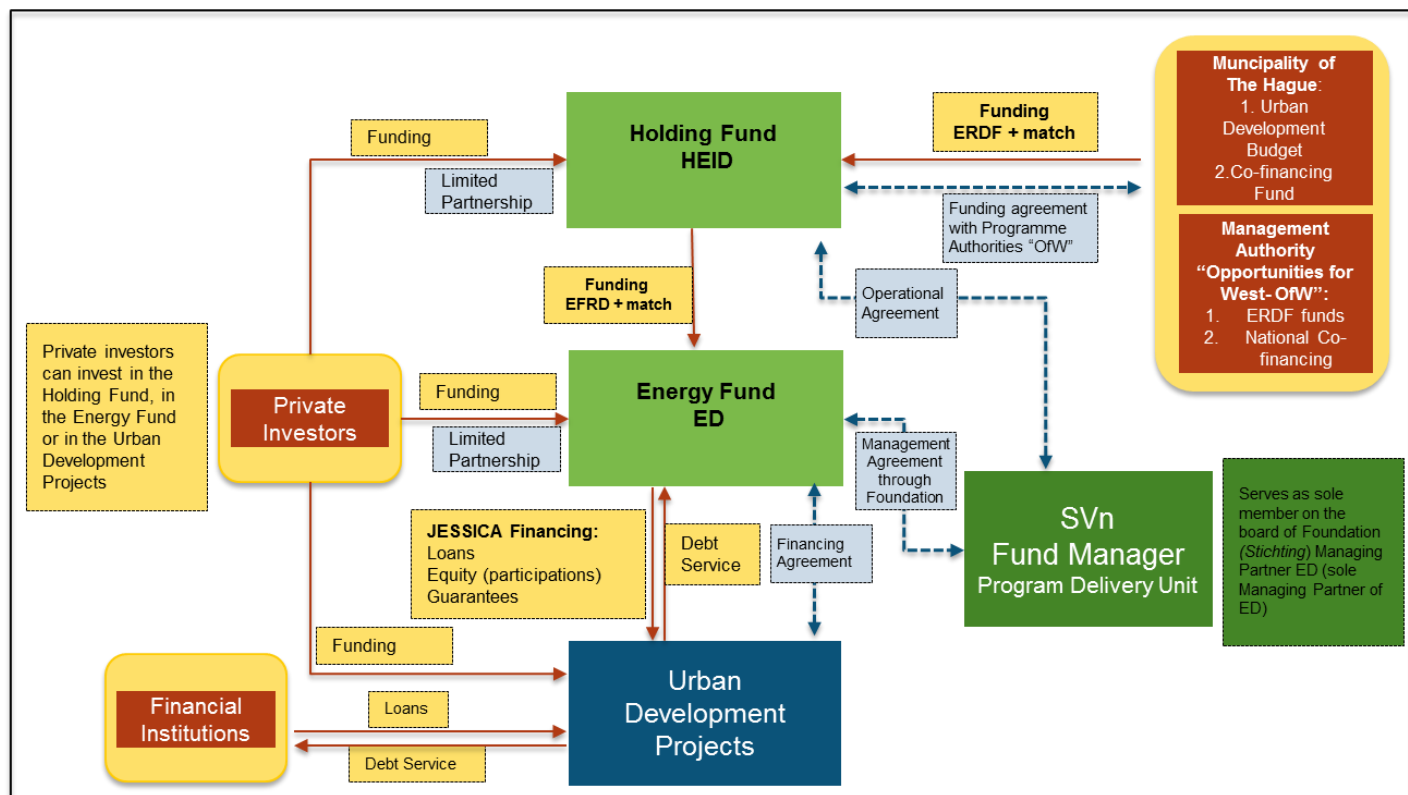 Funding
Limited
Partnership
Holding Fund
HEID
Funding
ERDF + match
Funding agreement
with Programme
Authorities “OfW”
Muncipality of
The Hague:
1. Urban
Development
Budget
2.Co-financing
Fund
Management
Authority
“Opportunities for
West- OfW”:
1. ERDF funds
2. National Co-
financing
Funding
EFRD + match
Operational
Agreement
Private investors
can invest in the
Holding Fund, in
the Energy Fund
or in the Urban
Development
Projects
Private
Investors
Funding
Limited
Partnership
Energy Fund
ED
Management
Agreement
through
Foundation
SVn
Fund Manager
Program Delivery Unit
Serves as sole
member on the
board of Foundation
(Stichting) Managing
Partner ED (sole
Managing Partner of
ED)
JESSICA Financing:
Loans
Equity (participations)
Guarantees
Debt
Service
Financing
Agreement
Funding
Financial
Institutions
Loans
Debt Service
Urban
Development
Projects